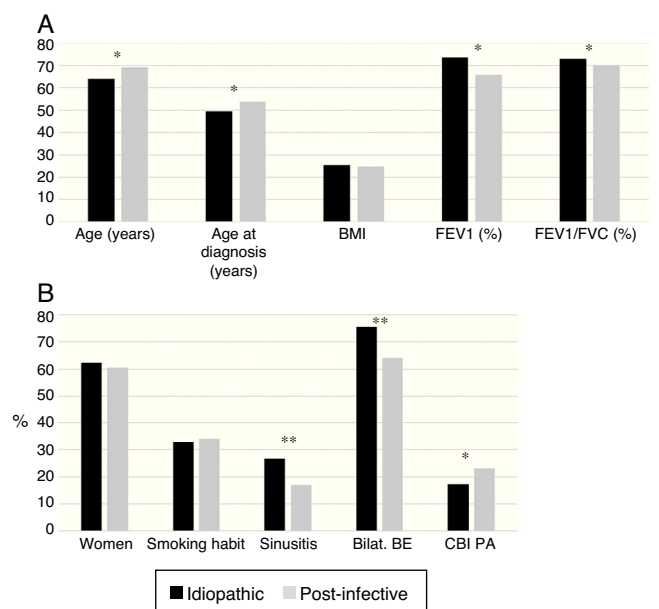 A
80
70
60
50
40
30
20
10
0
*
*
*
*
Age (years)
Age at
diagnosis
(years)
BMI
FEV1 (%)
FEV1/FVC (%)
B
80
70
60
50
40
30
20
10
0
%
**
**
*
Women
Smoking habit
Sinusitis
Bilat. BE
CBI PA
Idiopathic
Post-infective